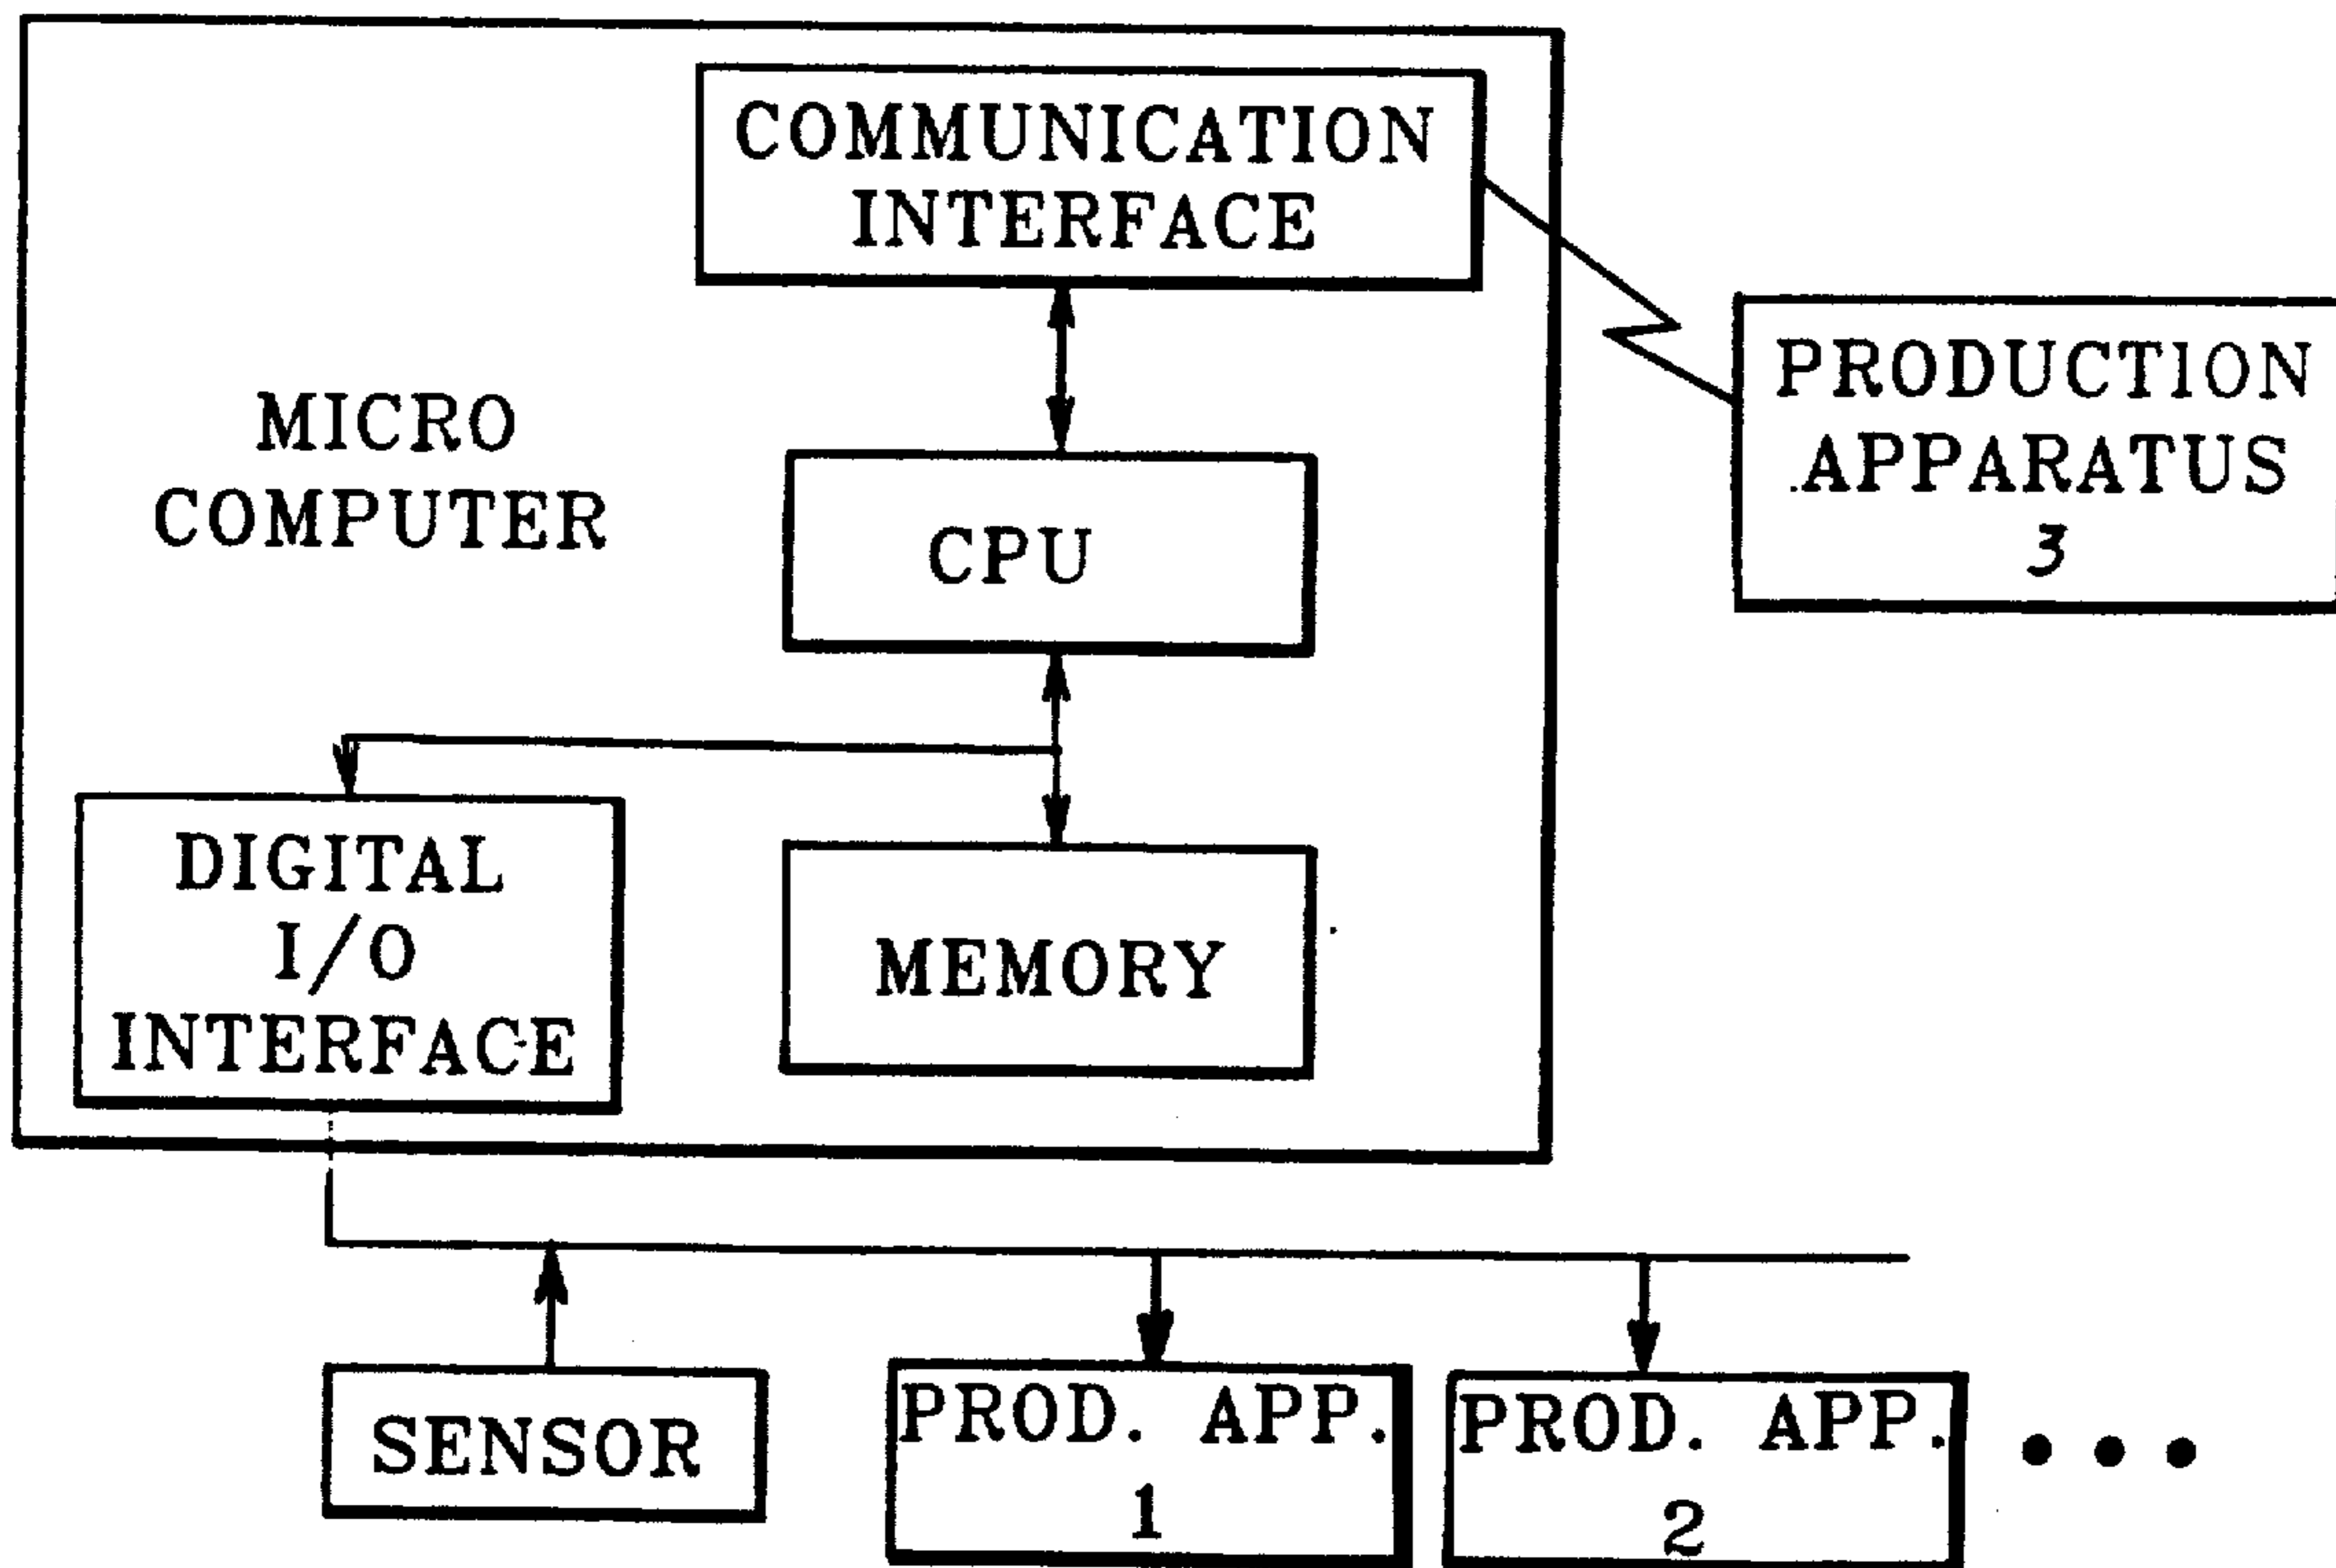 COMMUNICATION
INTERFACE
MICRO
COMPUTER
CPU
PRODUCTION
APPARATUS
3
DIGITAL
I/O
INTERFACE
MEMORY
SENSOR
PROD. APP.
1
PROD. APP.
2